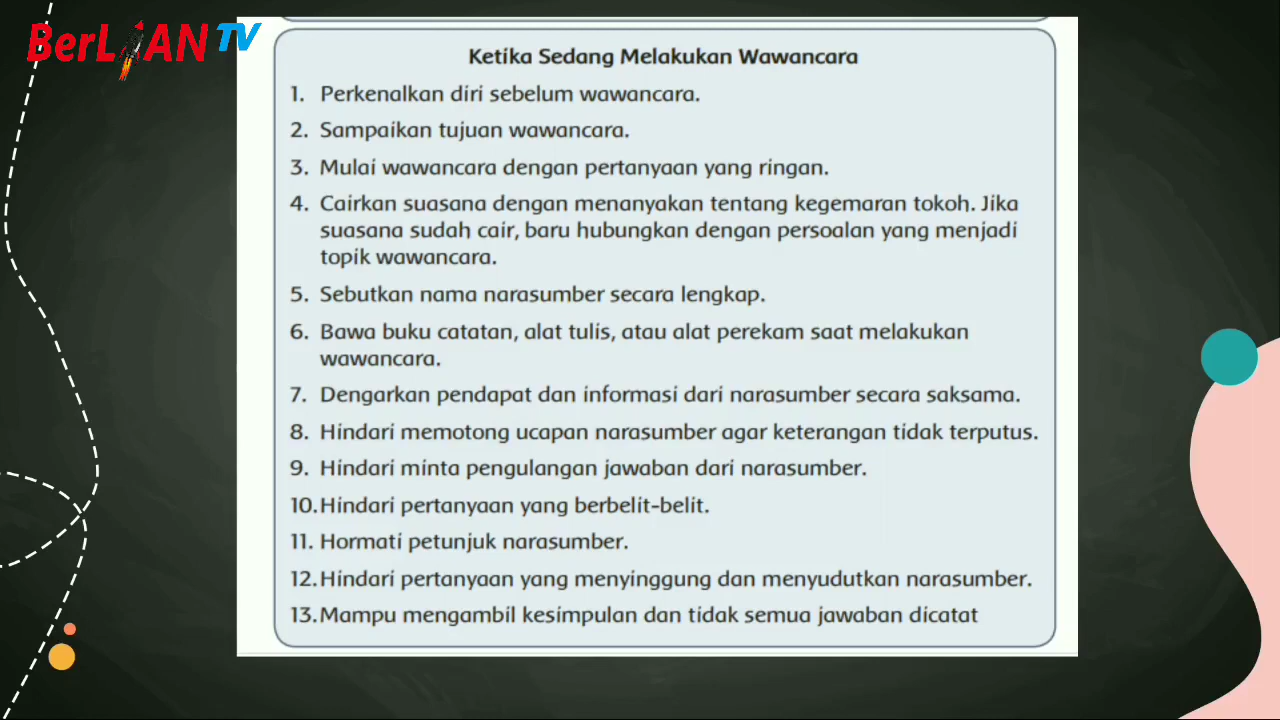 BerLiAN TV
Ketika Sedang Melakukan Wawancara
1. Perkenalkan diri sebelum wawancara.
2. Sampaikan tujuan wawancara.
3. Mulai wawancara dengan pertanyaan yang ringan.
4. Cairkan suasana dengan menanyakan tentang kegemaran tokoh. Jika
suasana sudah cair, baru hubungkan dengan persoalan yang menjadi
topik wawancara.
5. Sebutkan nama narasumber secara lengkap.
6. Bawa buku catatan, alat tulis, atau alat perekam saat melakukan
wawancara.
7. Dengarkan pendapat dan informasi dari narasumber secara saksama.
8. Hindari memotong ucapan narasumber agar keterangan tidak terputus.
9. Hindari minta pengulangan jawaban dari narasumber.
10.Hindari pertanyaan yang berbelit-belit.
11. Hormati petunjuk narasumber.
12.Hindari pertanyaan yang menyinggung dan menyudutkan narasumber.
13.Mampu mengambil kesimpulan dan tidak semua jawaban dicatat